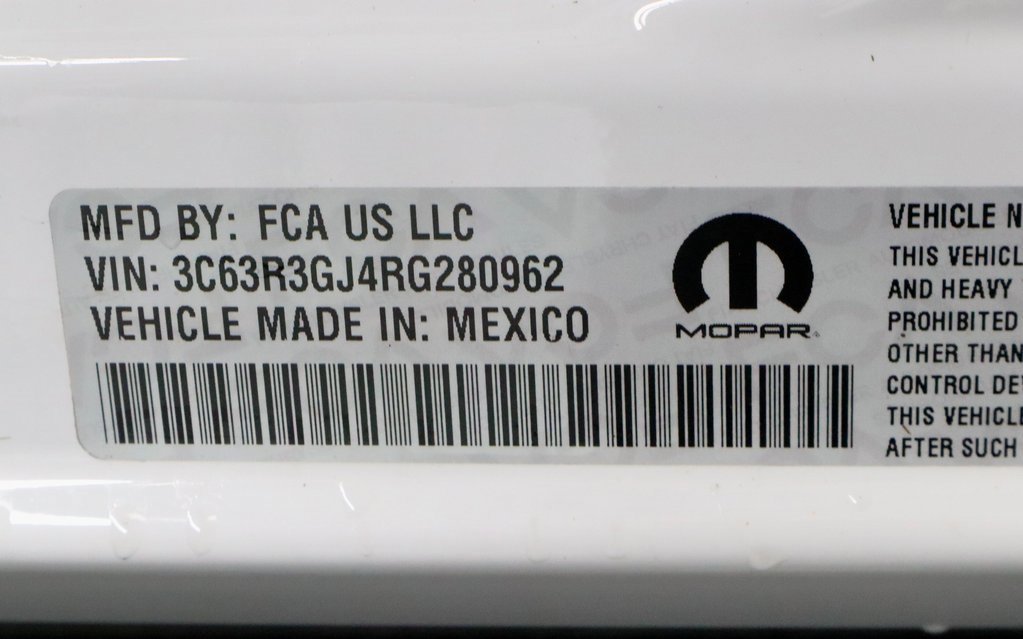 MFD BY: FCA US LLC
VIN: 3C63R3GJ4RG280962
VEHICLE MADE IN: MEXICO
MOPAR
VEHICLE N
THIS VEHICL
AND HEAVY
PROHIBITED
OTHER THAN
CONTROL DE
THIS VEHICLE
AFTER SUCH